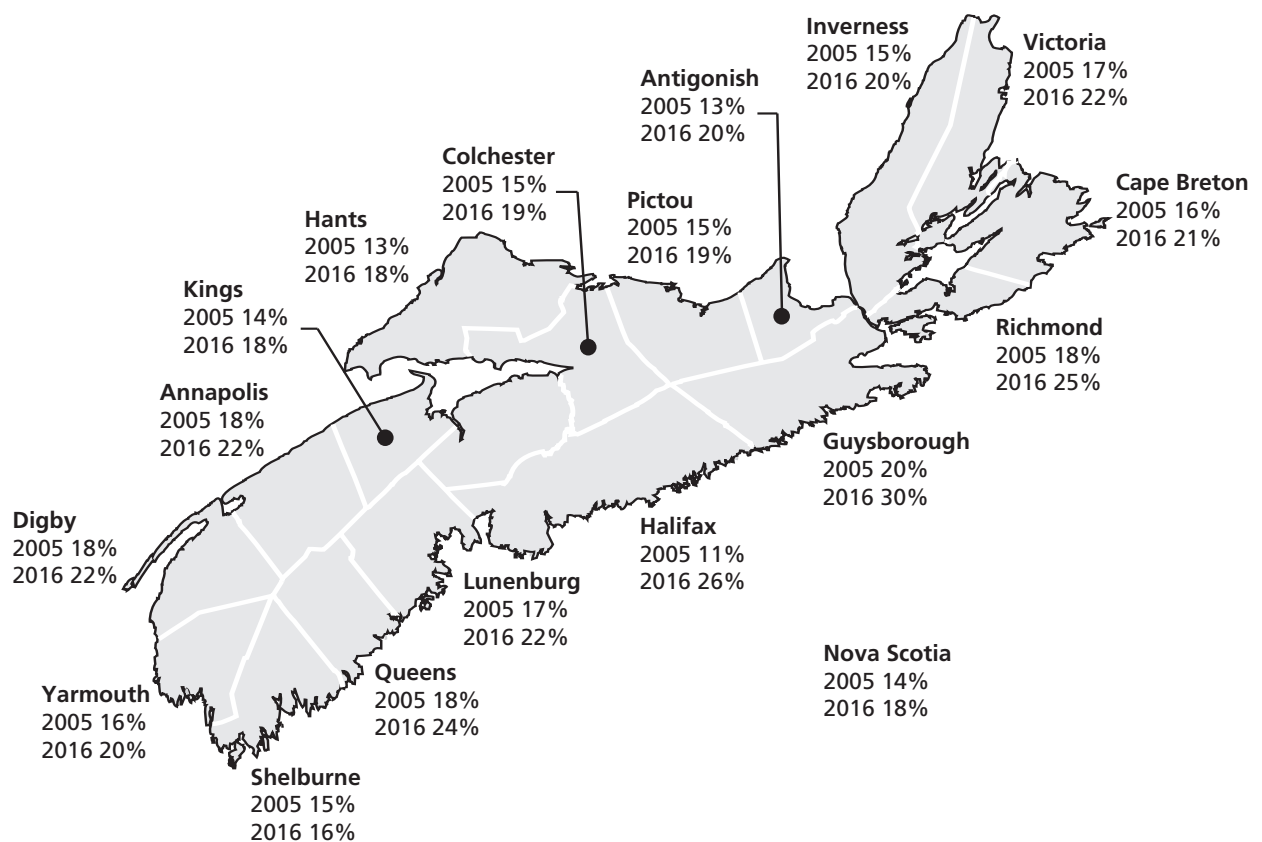 Inverness
2005 15%
2016 20%
Victoria
2005 17%
2016 22%
Antigonish
2005 13%
2016 20%
Colchester
2005 15%
2016 19%
Cape Breton
2005 16%
2016 21%
Pictou
2005 15%
2016 19%
Hants
2005 13%
2016 18%
Kings
2005 14%
2016 18%
Richmond
2005 18%
2016 25%
Annapolis
2005 18%
2016 22%
Guysborough
2005 20%
2016 30%
Digby
2005 18%
2016 22%
Halifax
2005 11%
2016 26%
Lunenburg
2005 17%
2016 22%
Nova Scotia
2005 14%
2016 18%
Queens
2005 18%
2016 24%
Yarmouth
2005 16%
2016 20%
Shelburne
2005 15%
2016 16%